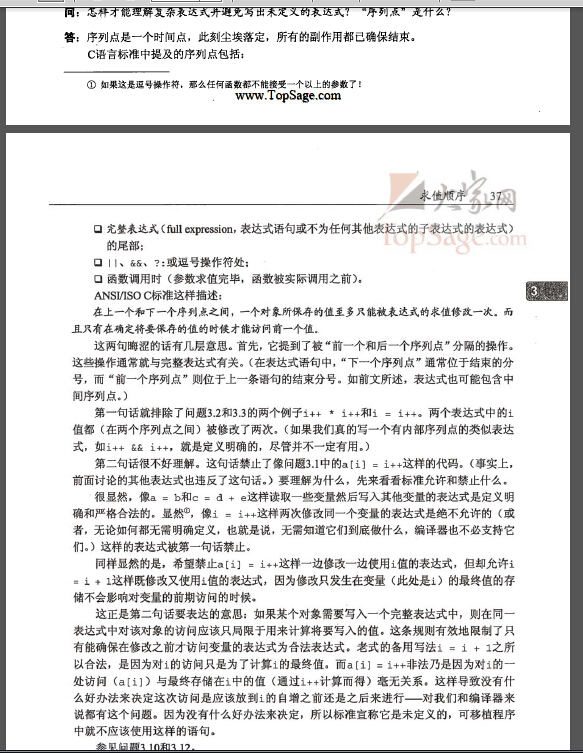 问：怎样才能理解复杂表达式并避免写出未定义的表达式？“序列点”是什么？
答：序列点是一个时间点，此刻尘埃落定，所有的副作用都已确保结束。
C语言标准中提及的序列点包括：
① 如果这是逗号操作符，那么任何函数都不能接受一个以上的参数了！
www.TopSage.com
求值顺序 37
大家网
TopSage.com
□ 完整表达式（full expression，表达式语句或不为任何其他表达式的子表达式的表达式）
的尾部；
□ ||、&&、?:或逗号操作符处；
□ 函数调用时（参数求值完毕，函数被实际调用之前）。
3
ANSI/ISO C标准这样描述：
在上一个和下一个序列点之间，一个对象所保存的值至多只能被表达式的求值修改一次。而
且只有在确定将要保存的值的时候才能访问前一个值。
这两句晦涩的话有几层意思。首先，它提到了被“前一个和后一个序列点”分隔的操作。
这些操作通常就与完整表达式有关。（在表达式语句中，“下一个序列点”通常位于结束的分
号，而“前一个序列点”则位于上一条语句的结束分号。如前文所述，表达式也可能包含中
间序列点。）
第一句话就排除了问题3.2和3.3的两个例子i++ * i++和i = i++。两个表达式中的i
值都（在两个序列点之间）被修改了两次。（如果我们真的写一个有内部序列点的类似表达
式，如i++ && i++，就是定义明确的，尽管并不一定有用。）
第二句话很不好理解。这句话禁止了像问题3.1中的a[i] = i++这样的代码。（事实上，
前面讨论的其他表达式也违反了这句话。）要理解为什么，先来看看标准允许和禁止什么。
很显然，像a = b和c = d + e这样读取一些变量然后写入其他变量的表达式是定义明
确和严格合法的。显然①，像i = i++这样两次修改同一个变量的表达式是绝不允许的（或
者，无论如何都无需明确定义，也就是说，无需知道它们到底做什么，编译器也不必支持它
们。）这样的表达式被第一句话禁止。
同样显然的是，希望禁止a[i] = i++这样一边修改一边使用i值的表达式，但却允许i
= i + 1这样既修改又使用i值的表达式，因为修改只发生在变量（此处是i）的最终值的存
储不会影响对变量的前期访问的时候。
这正是第二句话要表达的意思：如果某个对象需要写入一个完整表达式中，则在同一
表达式中对该对象的访问应该只局限于用来计算将要写入的值。这条规则有效地限制了只
有能确保在修改之前才访问变量的表达式为合法表达式。老式的备用写法i = i + 1之所
以合法，是因为对i的访问只是为了计算i的最终值。而a[i] = i++非法乃是因为对i的一
处访问（a[i]）与最终存储在i中的值（通过i++计算而得）毫无关系。这样导致没有什
么好办法来决定这次访问是应该放到i的自增之前还是之后来进行——对我们和编译器来
说都有这个问题。因为没有什么好办法来决定，所以标准宣称它是未定义的，可移植程序
中就不应该使用这样的语句。
参见问题3.10和3.12。